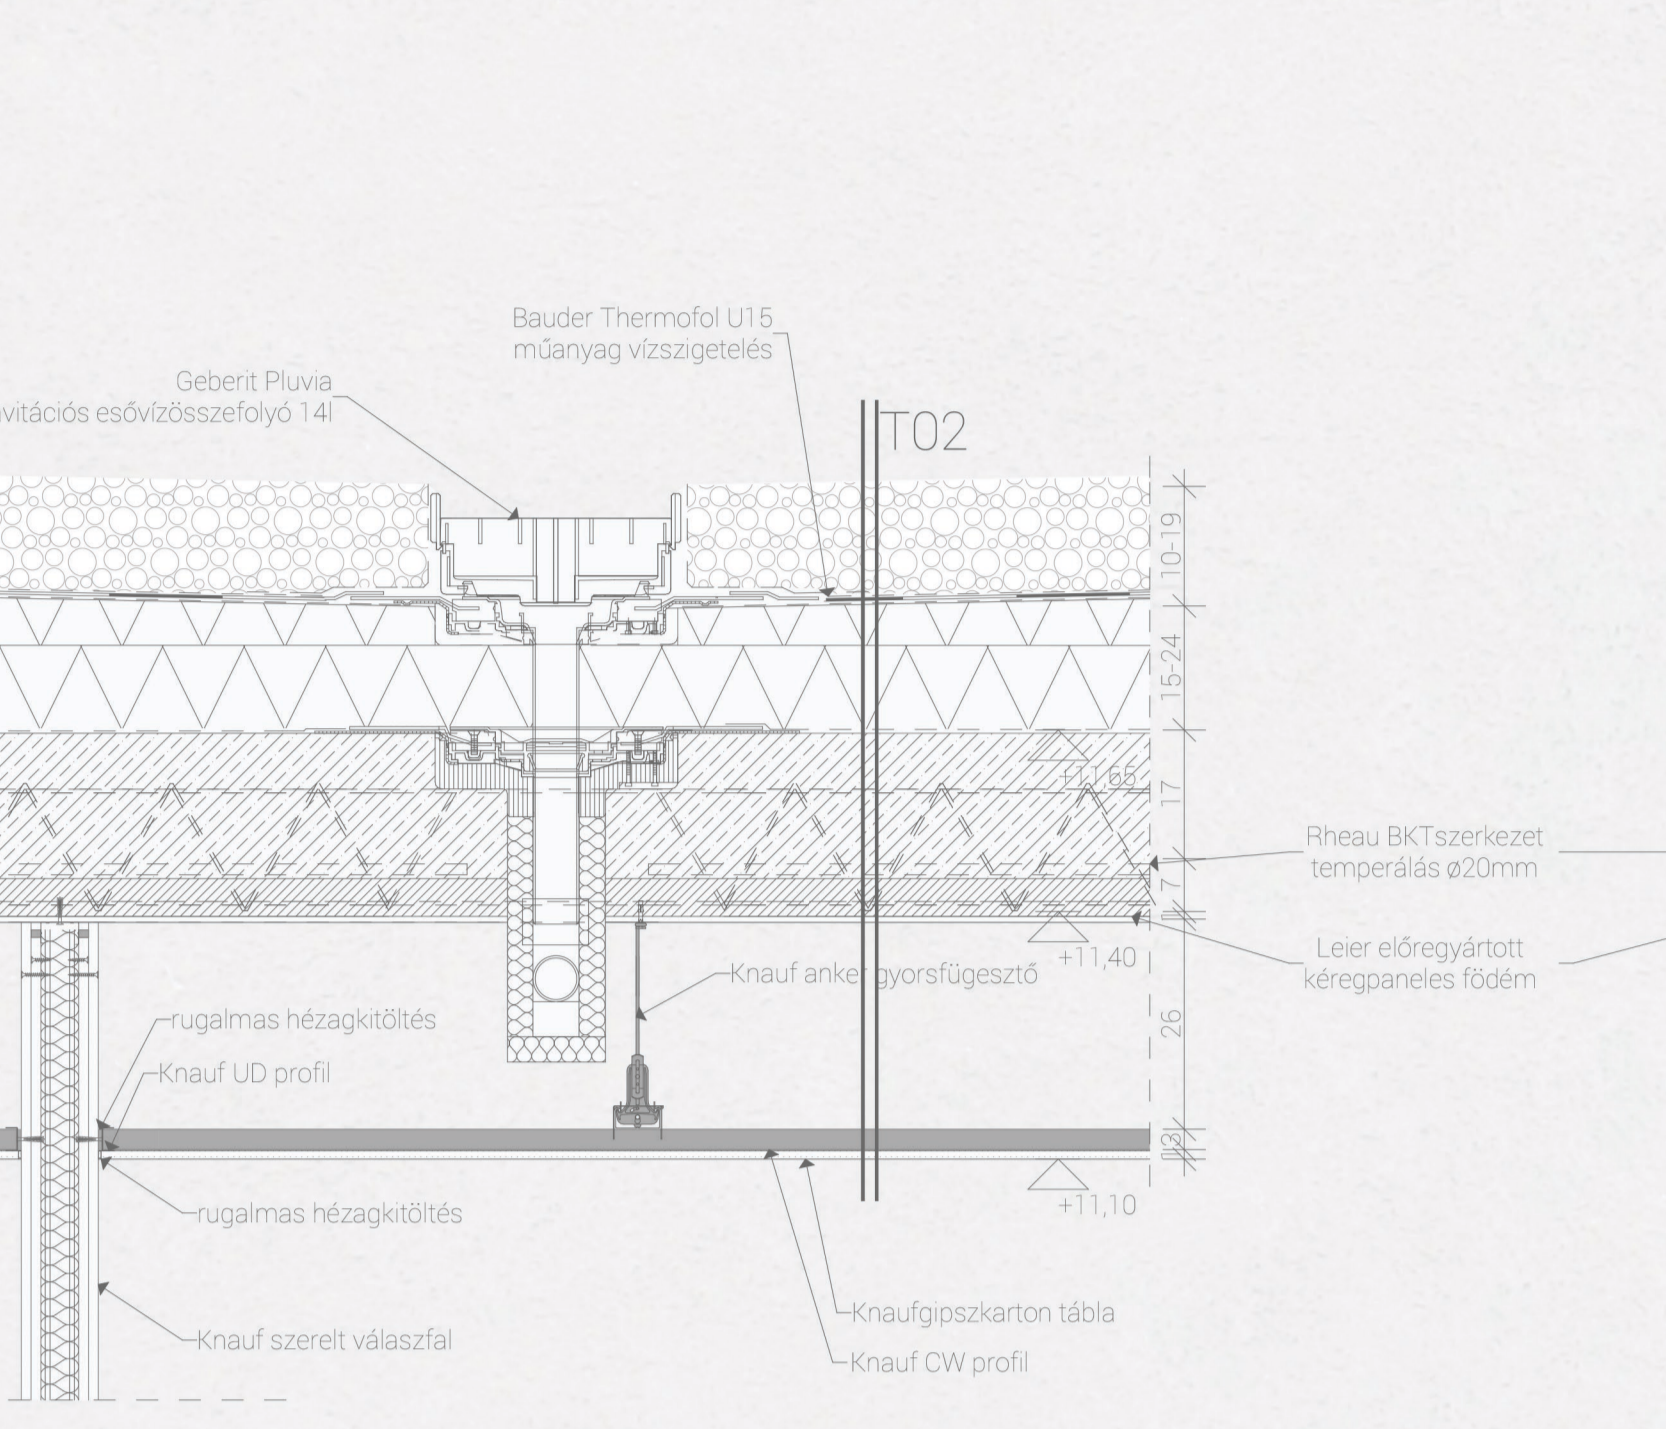 Bauder Thermofol U15
műanyag vízszigetelés
Geberit Pluvia
vitációs esővízösszefolyó 14l
T02
10-19
15-24
+11,65
17
Rheau BKTszerkezet
temperálás ø20mm
7
Leier előregyártott
kéregpaneles födém
+11,40
Knauf anker gyorsfügesztő
26
rugalmas hézagkitöltés
Knauf UD profil
+11,10
rugalmas hézagkitöltés
Knaufgipszkarton tábla
Knauf szerelt válaszfal
Knauf CW profil